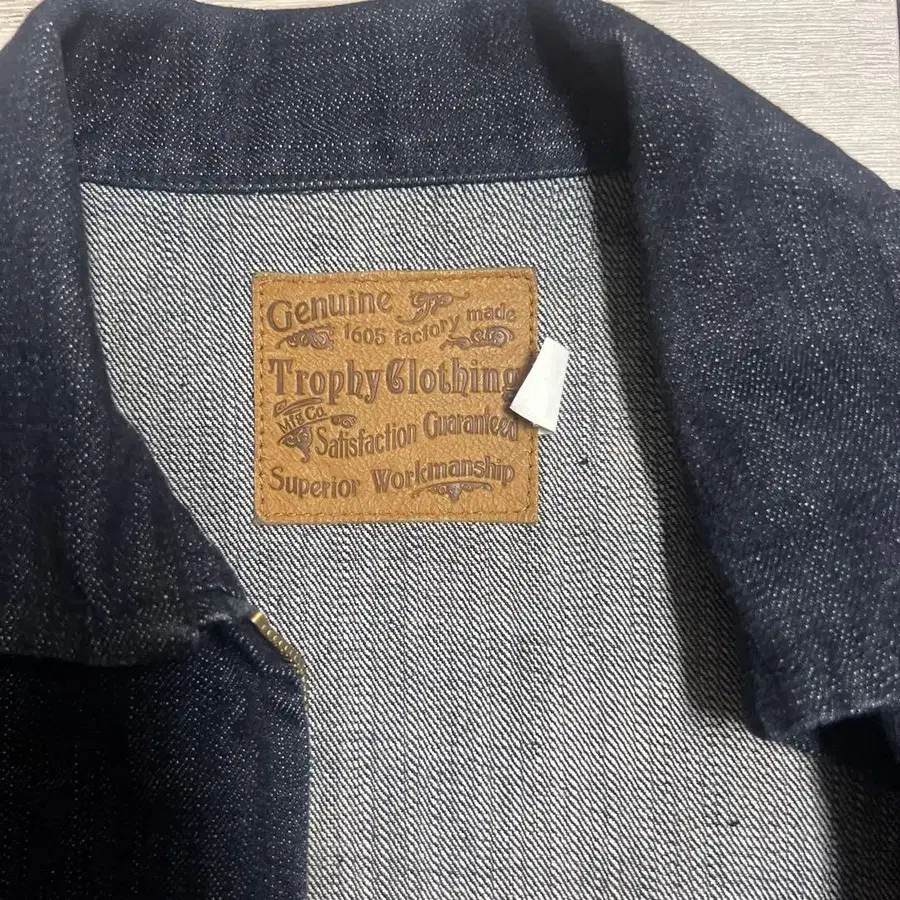 Genuine
1605 factory made
Trophy Clothing
Mfg Co.
Satisfaction Guaranteed
Superior Workmanship